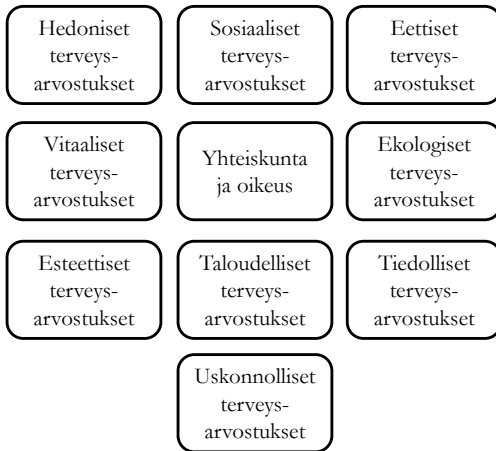 Hedoniset
terveys-
arvostukset
Sosiaaliset
terveys-
arvostukset
Eettiset
terveys-
arvostukset
Vitaaliset
terveys-
arvostukset
Yhteiskunta
ja oikeus
Ekologiset
terveys-
arvostukset
Esteettiset
terveys-
arvostukset
Taloudelliset
terveys-
arvostukset
Tiedolliset
terveys-
arvostukset
Uskonnolliset
terveys-
arvostukset